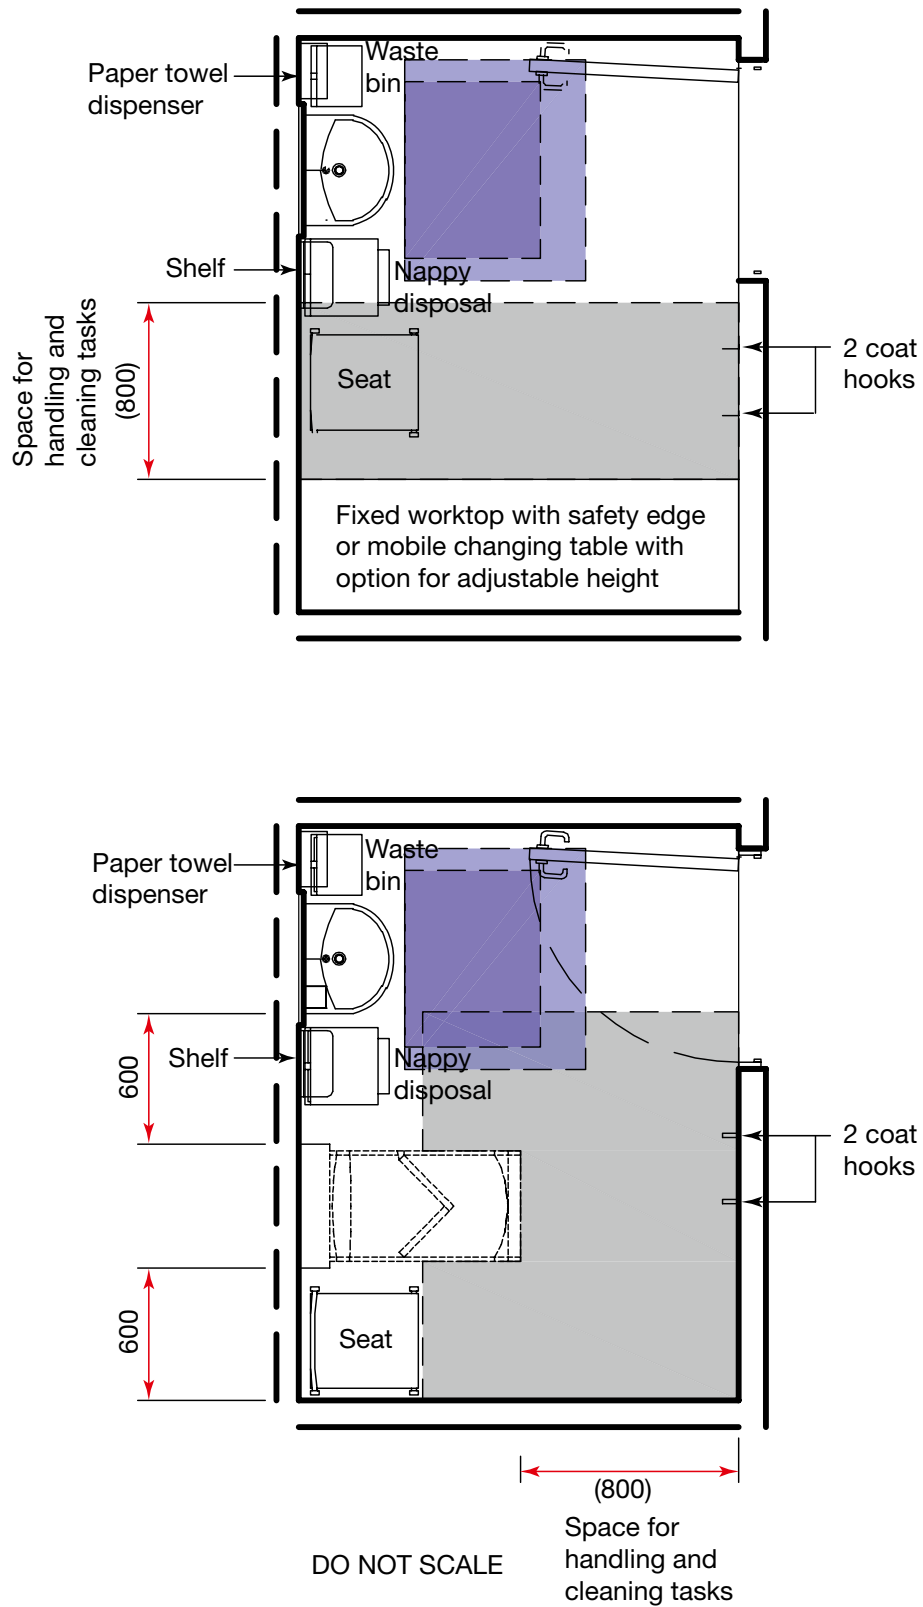 Waste
bin
Paper towel
dispenser
Shelf
Nappy
disposal
Space for
handling and
cleaning tasks
(800)
Seat
2 coat
hooks
Fixed worktop with safety edge
or mobile changing table with
option for adjustable height
Waste
bin
Paper towel
dispenser
Shelf
Nappy
disposal
600
2 coat
hooks
600
Seat
(800)
Space for
handling and
cleaning tasks
DO NOT SCALE